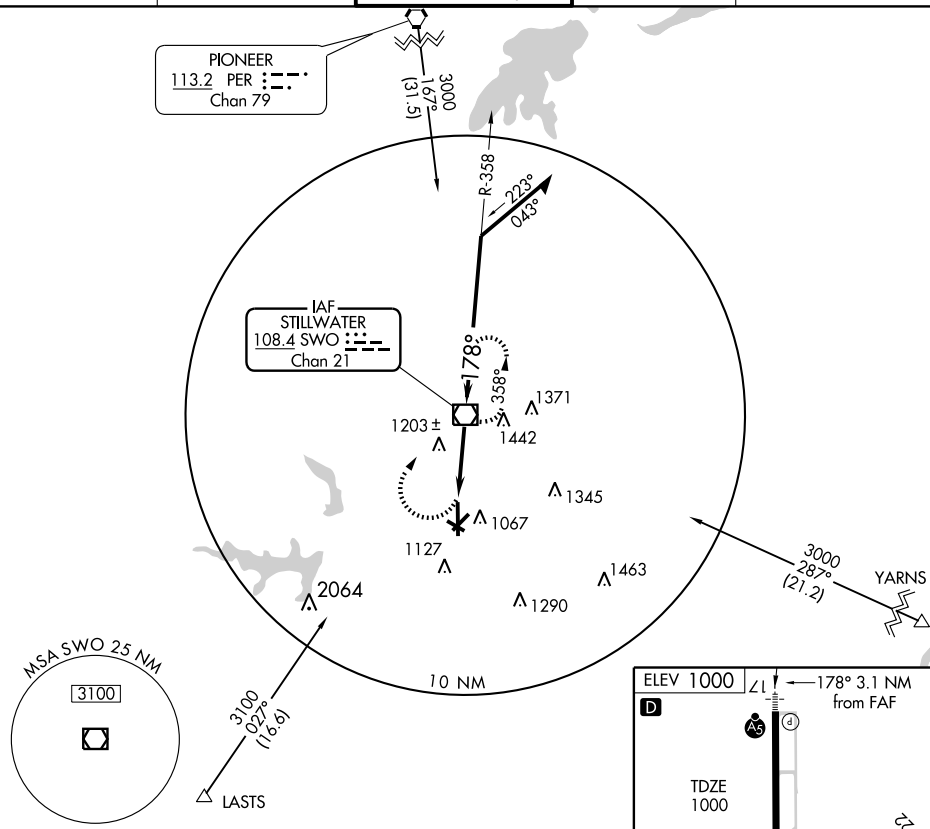 PIONEER
113.2 PER
Chan 79
3000
167°
(31.5)
R-358
223°
043°
IAF
STILLWATER
108.4 SWO
Chan 21
178°
358°
1371
1203 ±
1442
1345
1067
1127
1463
2064
1290
3000
287°
(21.2)
YARNS
MSA SWO 25 NM
3100
10 NM
3100
027°
(16.6)
LASTS
ELEV 1000
17
178° 3.1 NM
from FAF
D
A5
P
TDZE
1000
22